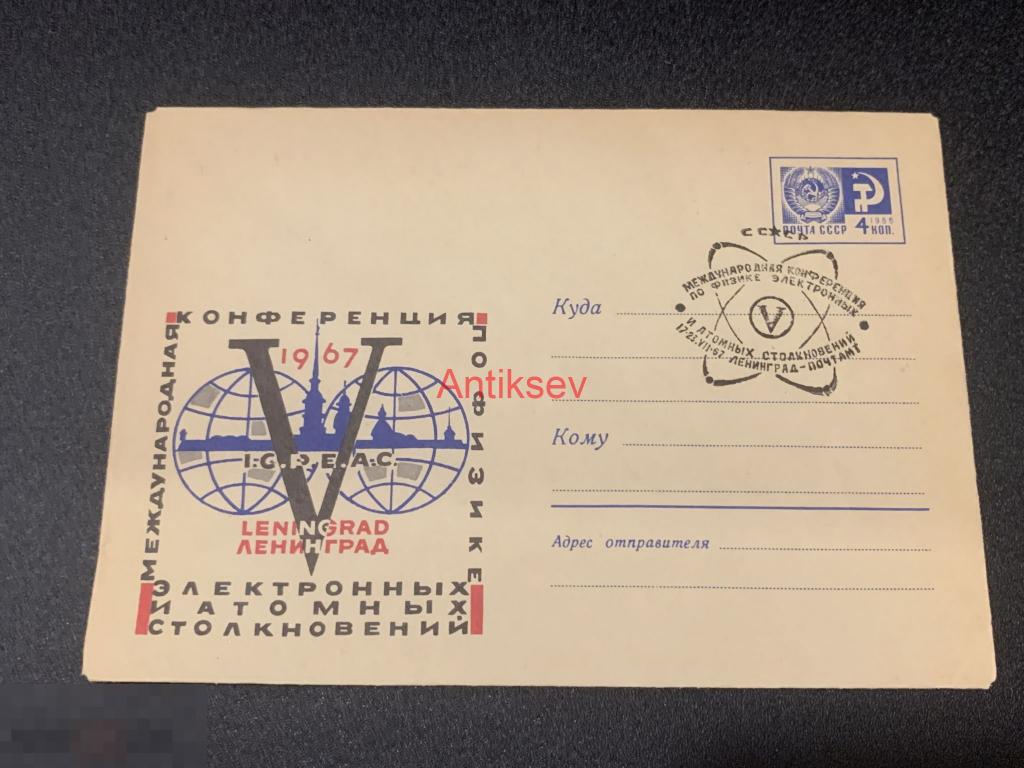 ПОЧТА СССР 4 КОП.
1966
СССР
МЕЖДУНАРОДНАЯ КОНФЕРЕНЦИЯ
ПО ФИЗИКЕ ЭЛЕКТРОННЫХ
V
И АТОМНЫХ СТОЛКНОВЕНИЙ
ЛЕНИНГРАД-ПОЧТАМТ
Куда
Кому
Адрес отправителя
МЕЖДУНАРОДНАЯ
КОНФЕРЕНЦИЯ
ПО ФИЗИКЕ
ЭЛЕКТРОННЫХ
И АТОМНЫХ
СТОЛКНОВЕНИЙ
1967
V
I.C.P.E.A.C.
LENINGRAD
ЛЕНИНГРАД
Antiksev